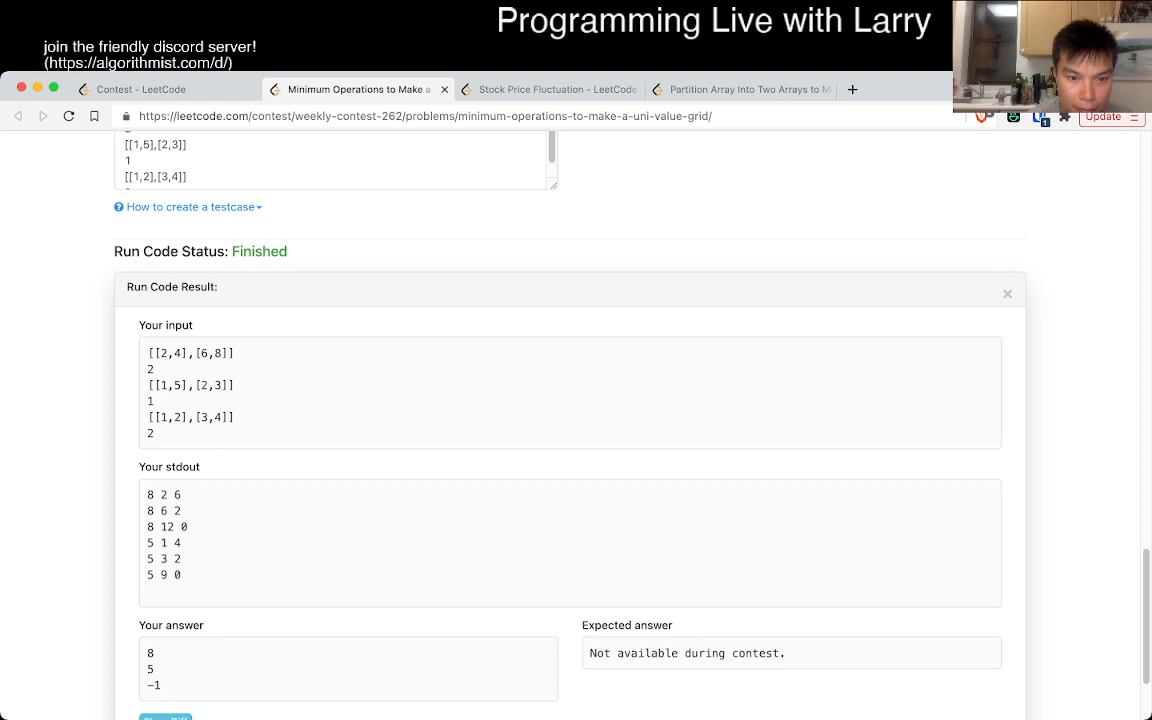 Programming Live with Larry
join the friendly discord server!
(https://algorithmist.com/d/)
Contest - LeetCode
Minimum Operations to Make a
Stock Price Fluctuation - LeetCode
Partition Array Into Two Arrays to M
https://leetcode.com/contest/weekly-contest-262/problems/minimum-operations-to-make-a-uni-value-grid/
1
Update
[[1,5],[2,3]]
1
[[1,2],[3,4]]
How to create a testcase
Run Code Status: Finished
Run Code Result:
Your input
[[2,4],[6,8]]
2
[[1,5],[2,3]]
1
[[1,2],[3,4]]
2
Your stdout
8 2 6
8 6 2
8 12 0
5 1 4
5 3 2
5 9 0
Your answer
Expected answer
8
5
-1
Not available during contest.